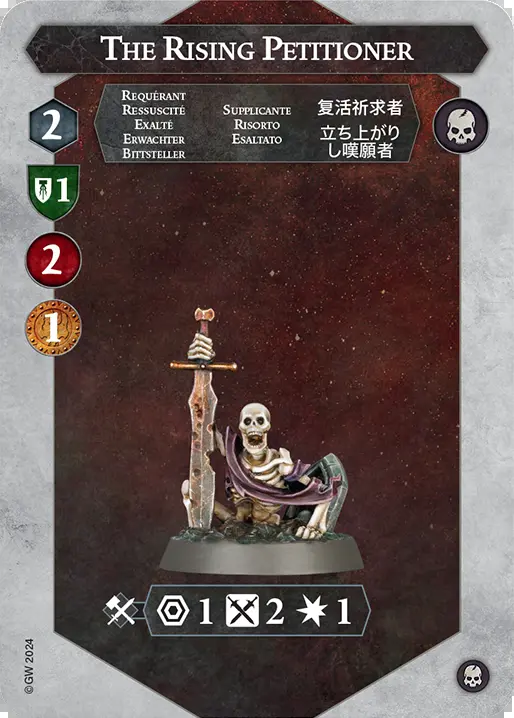 The Rising Petitioner
Requérant
Ressuscité
Exalté
Erwachter
Bittsteller
Supplicante
Risorto
Esaltato
复活祈求者
立ち上がり
し嘆願者
2
1
2
1
1 2 1
©GW 2024